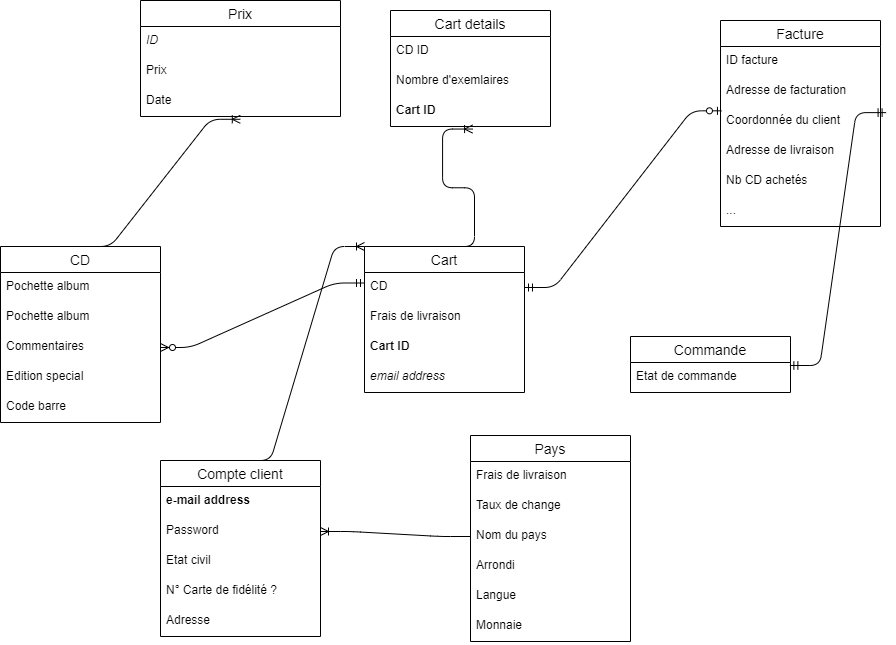 Prix
ID
Prix
Date
Cart details
CD ID
Nombre d'exemlaires
Cart ID
Facture
ID facture
Adresse de facturation
Coordonnée du client
Adresse de livraison
Nb CD achetés
...
CD
Pochette album
Pochette album
Commentaires
Edition special
Code barre
Cart
CD
Frais de livraison
Cart ID
email address
Commande
Etat de commande
Compte client
e-mail address
Password
Etat civil
N° Carte de fidélité ?
Adresse
Pays
Frais de livraison
Taux de change
Nom du pays
Arrondi
Langue
Monnaie